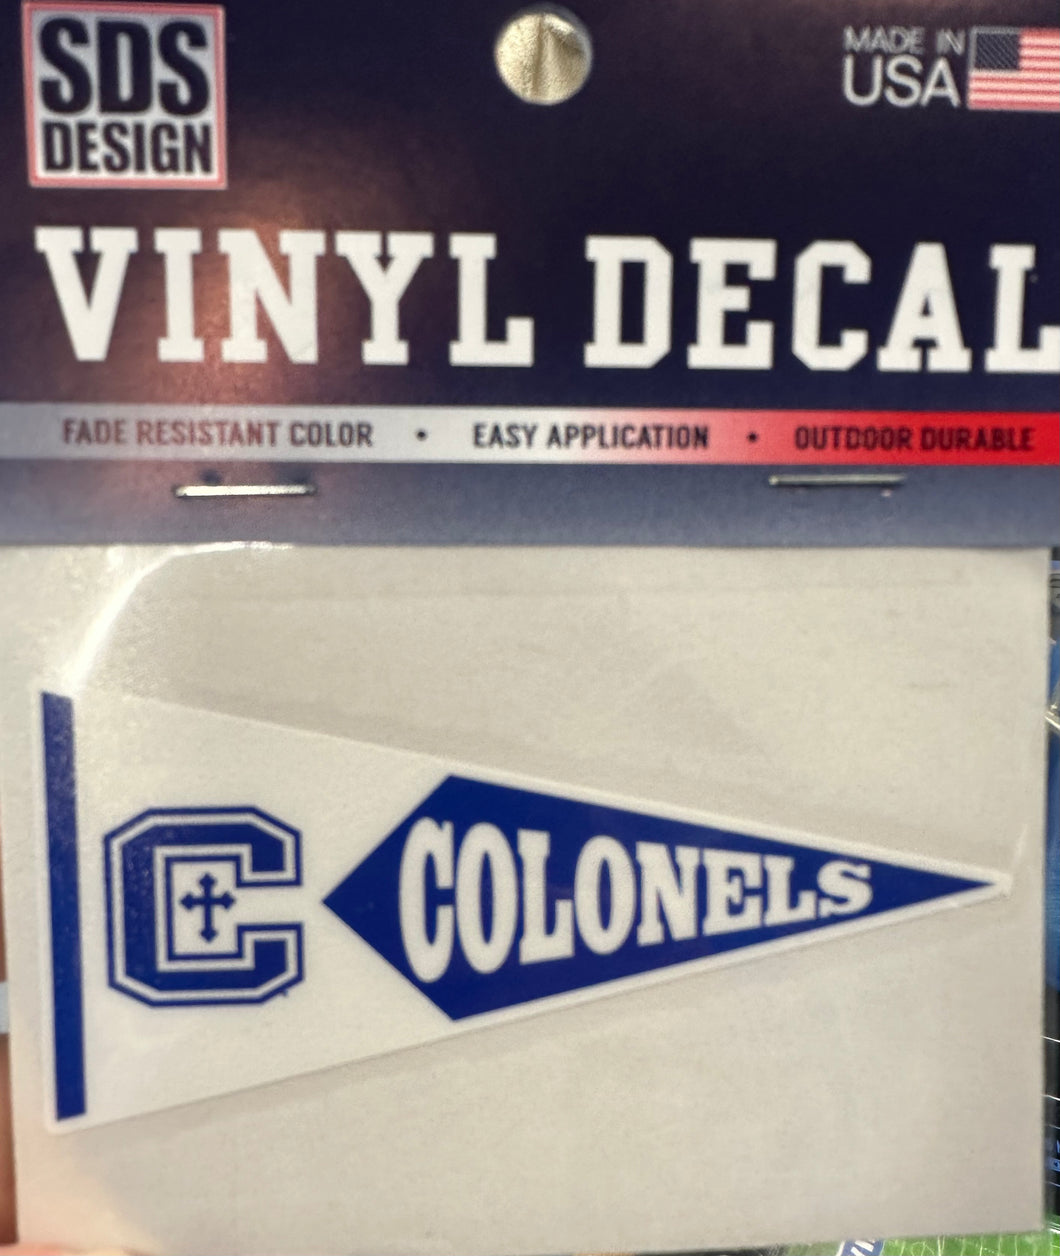 SDS
DESIGN
MADE IN
USA
VINYL DECAL
FADE RESISTANT COLOR • EASY APPLICATION • OUTDOOR DURABLE
C
COLONELS